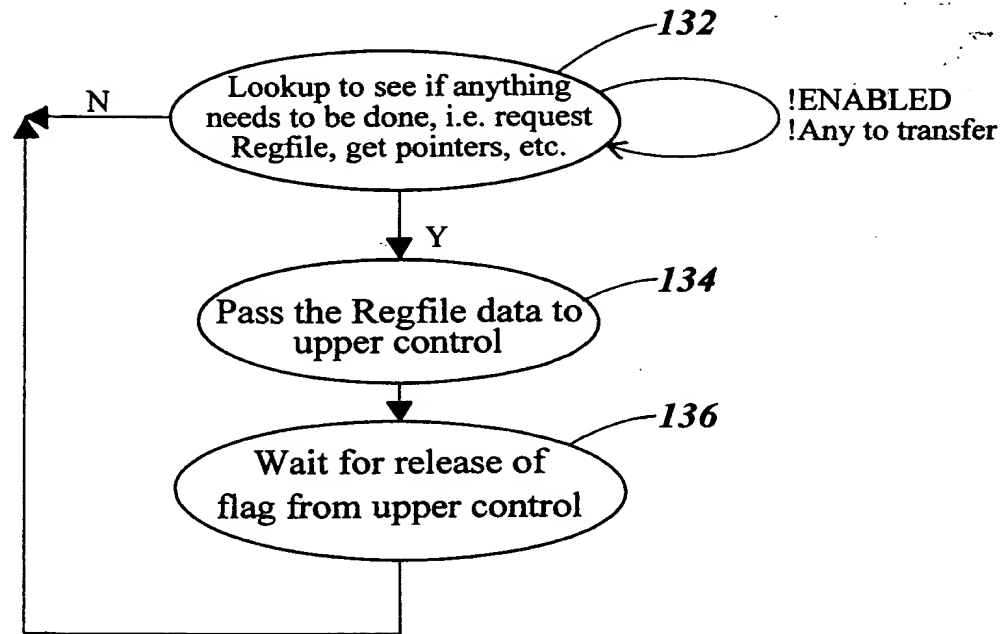 132
Lookup to see if anything
needs to be done, i.e. request
Regfile, get pointers, etc.
N
!ENABLED
!Any to transfer
Y
134
Pass the Regfile data to
upper control
136
Wait for release of
flag from upper control